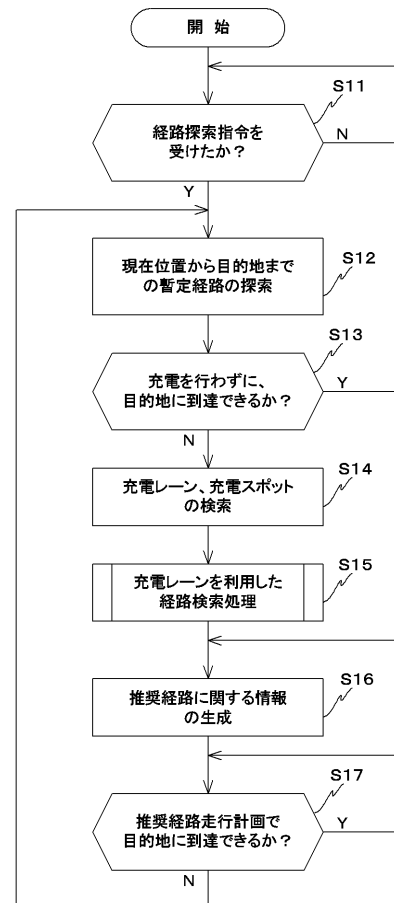 開 始
S11
経路探索指令を
受けたか？
N
Y
S12
現在位置から目的地まで
の暫定経路の探索
S13
充電を行わずに、
目的地に到達できるか？
Y
N
S14
充電レーン、充電スポット
の検索
S15
充電レーンを利用した
経路検索処理
S16
推奨経路に関する情報
の生成
S17
推奨経路走行計画で
目的地に到達できるか？
Y
N